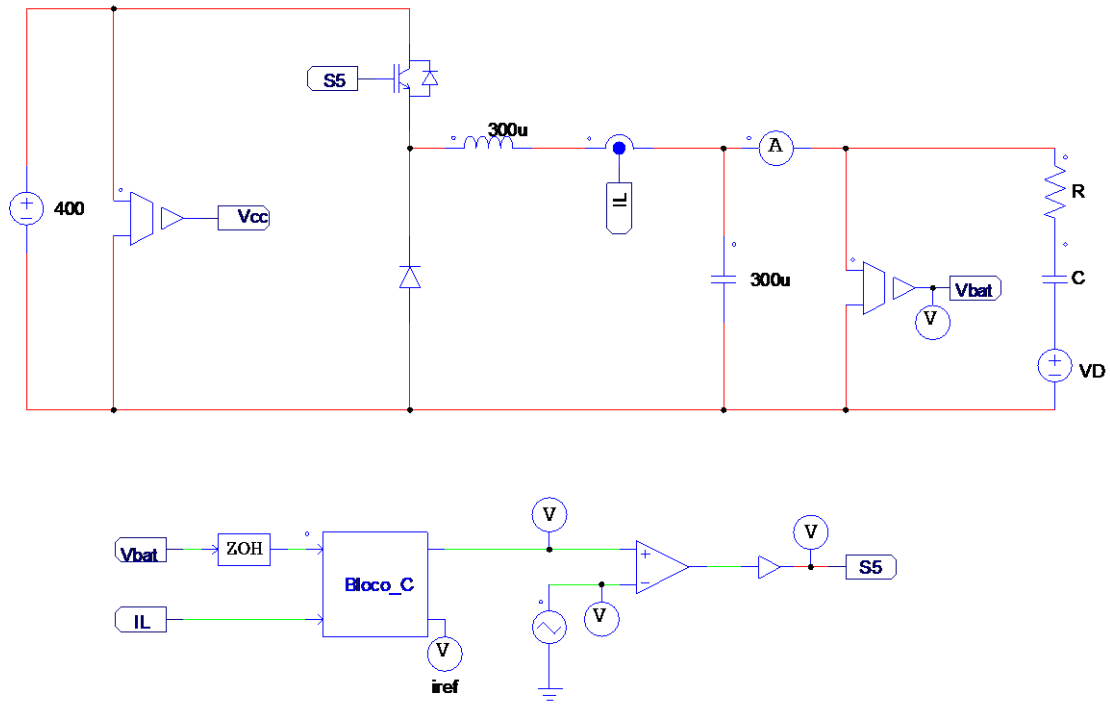 S5
300u
A
400
Vcc
IL
R
300u
Vbat
C
V
VD
V
V
Vbat
ZOH
Bloco_C
S5
IL
V
V
iref